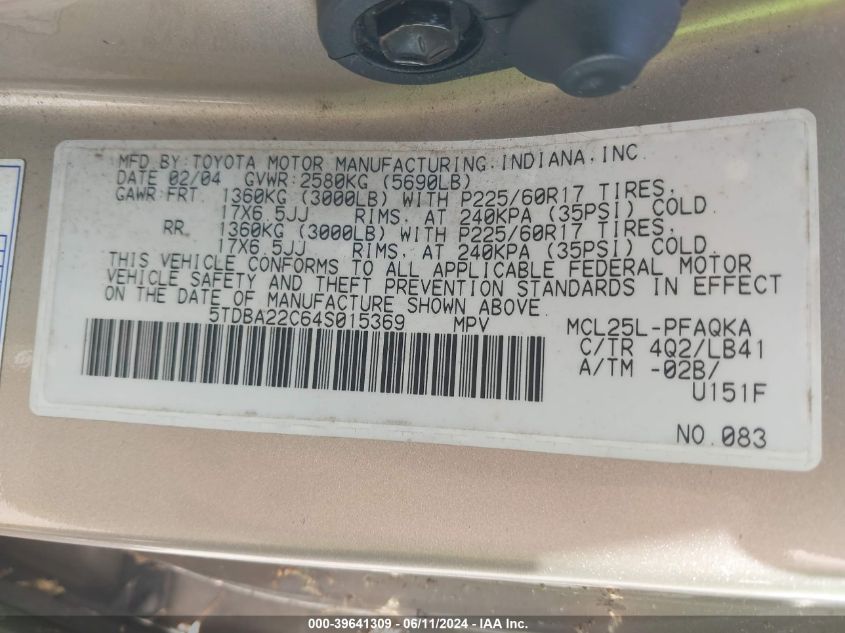 MFD.BY:TOYOTA MOTOR MANUFACTURING.INDIANA.INC.
DATE 02/04 GVWR:2580KG (5690LB)
GAWR:FRT 1360KG (3000LB) WITH P225/60R17 TIRES,
17X6.5JJ RIMS, AT 240KPA (35PSI) COLD.
RR. 1360KG (3000LB) WITH P225/60R17 TIRES,
17X6.5JJ RIMS, AT 240KPA (35PSI) COLD.
THIS VEHICLE CONFORMS TO ALL APPLICABLE FEDERAL MOTOR
VEHICLE SAFETY AND THEFT PREVENTION STANDARDS IN EFFECT
ON THE DATE OF MANUFACTURE SHOWN ABOVE.
5TDBA22C64S015369 MPV
MCL25L-PFAQKA
C/TR 4Q2/LB41
A/TM -02B/
U151F
NO.083
000-39641309 - 06/11/2024 - IAAI.com